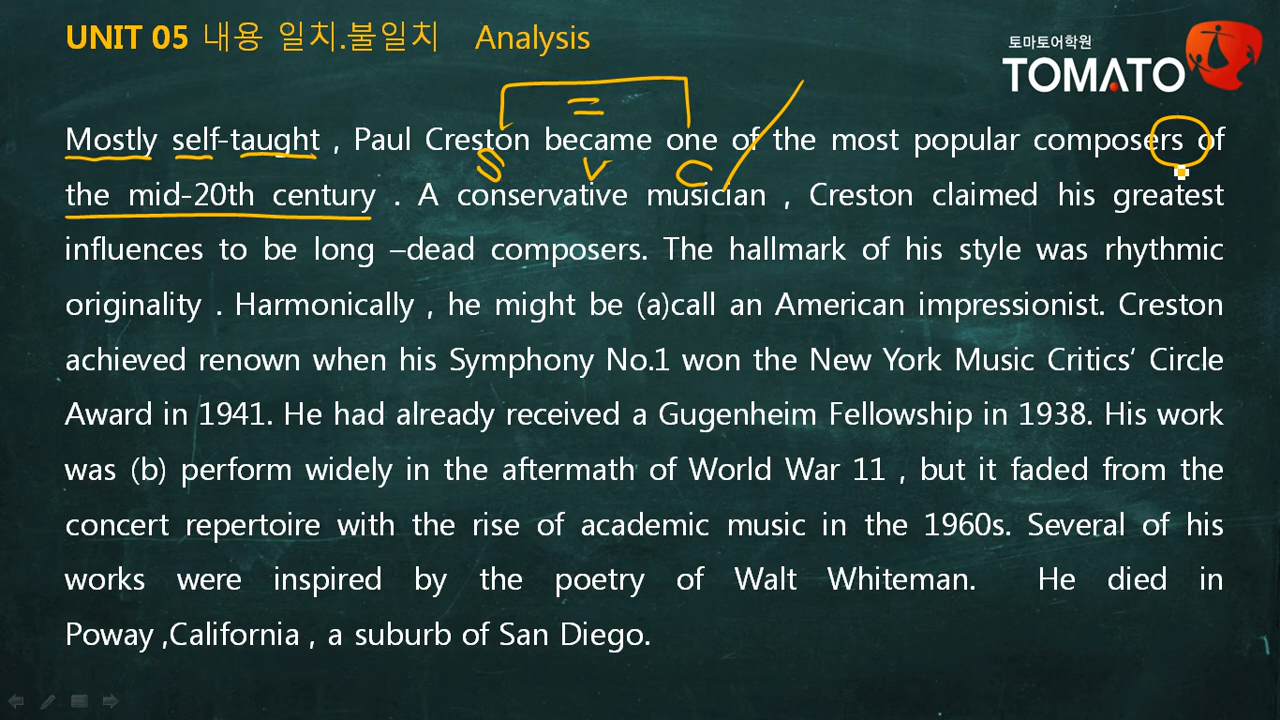 UNIT 05 내용 일치.불일치 Analysis
토마토어학원
TOMATO
=
Mostly self-taught , Paul Creston became one of the most popular composers of
S V C
the mid-20th century . A conservative musician , Creston claimed his greatest
influences to be long –dead composers. The hallmark of his style was rhythmic
originality . Harmonically , he might be (a)call an American impressionist. Creston
achieved renown when his Symphony No.1 won the New York Music Critics’ Circle
Award in 1941. He had already received a Gugenheim Fellowship in 1938. His work
was (b) perform widely in the aftermath of World War 11 , but it faded from the
concert repertoire with the rise of academic music in the 1960s. Several of his
works were inspired by the poetry of Walt Whiteman. He died in
Poway ,California , a suburb of San Diego.